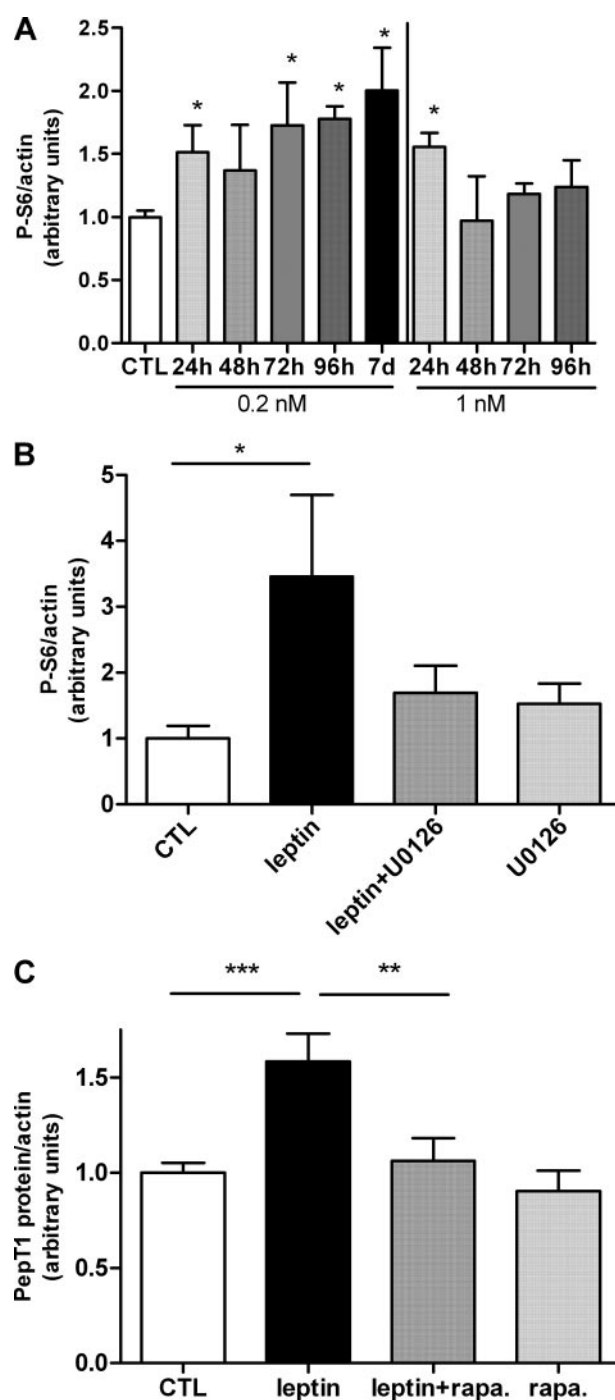 A
P-S6/actin
(arbitrary units)
2.5
2.0
1.5
1.0
0.5
0.0
* * * * *
CTL 24h 48h 72h 96h 7d 24h 48h 72h 96h
0.2 nM 1 nM
B
P-S6/actin
(arbitrary units)
*
5
4
3
2
1
0
CTL leptin leptin+U0126 U0126
C
*** **
PepT1 protein/actin
(arbitrary units)
1.5
1.0
0.5
0.0
CTL leptin leptin+rapa. rapa.